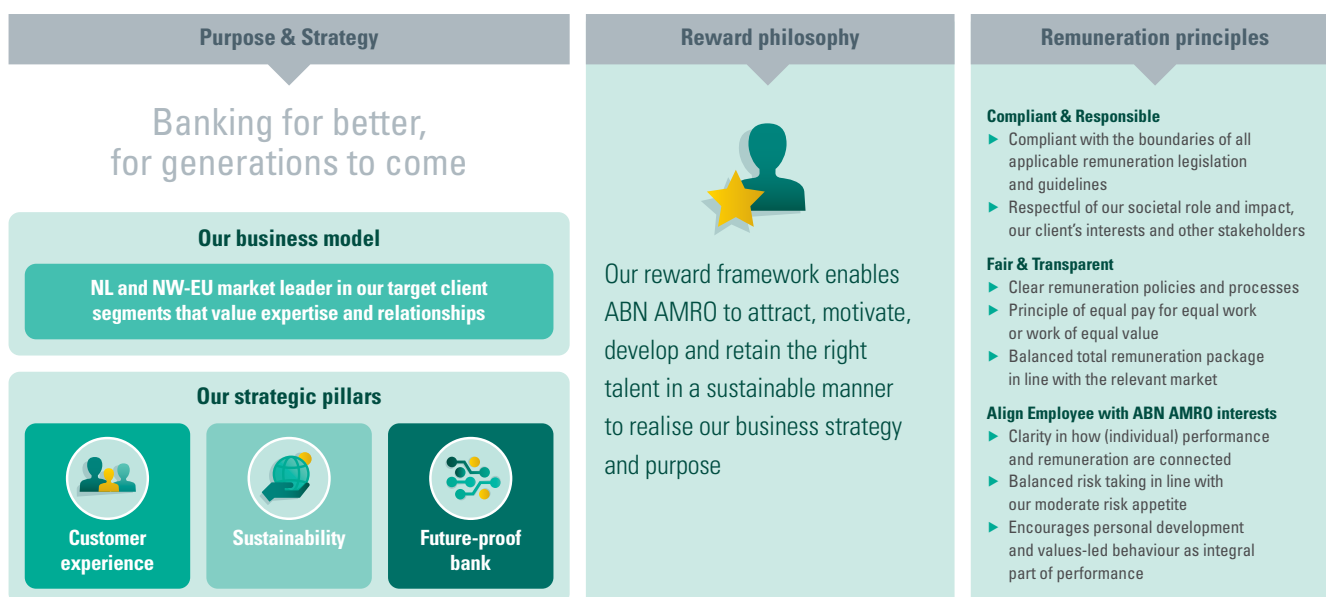 Purpose & Strategy
Banking for better,
for generations to come
Our business model
NL and NW-EU market leader in our target client
segments that value expertise and relationships
Our strategic pillars
Customer
experience
Sustainability
Future-proof
bank
Reward philosophy
Our reward framework enables
ABN AMRO to attract, motivate,
develop and retain the right
talent in a sustainable manner
to realise our business strategy
and purpose
Remuneration principles
Compliant & Responsible
Compliant with the boundaries of all
applicable remuneration legislation
and guidelines
Respectful of our societal role and impact,
our client's interests and other stakeholders
Fair & Transparent
Clear remuneration policies and processes
Principle of equal pay for equal work
or work of equal value
Balanced total remuneration package
in line with the relevant market
Align Employee with ABN AMRO interests
Clarity in how (individual) performance
and remuneration are connected
Balanced risk taking in line with
our moderate risk appetite
Encourages personal development
and values-led behaviour as integral
part of performance